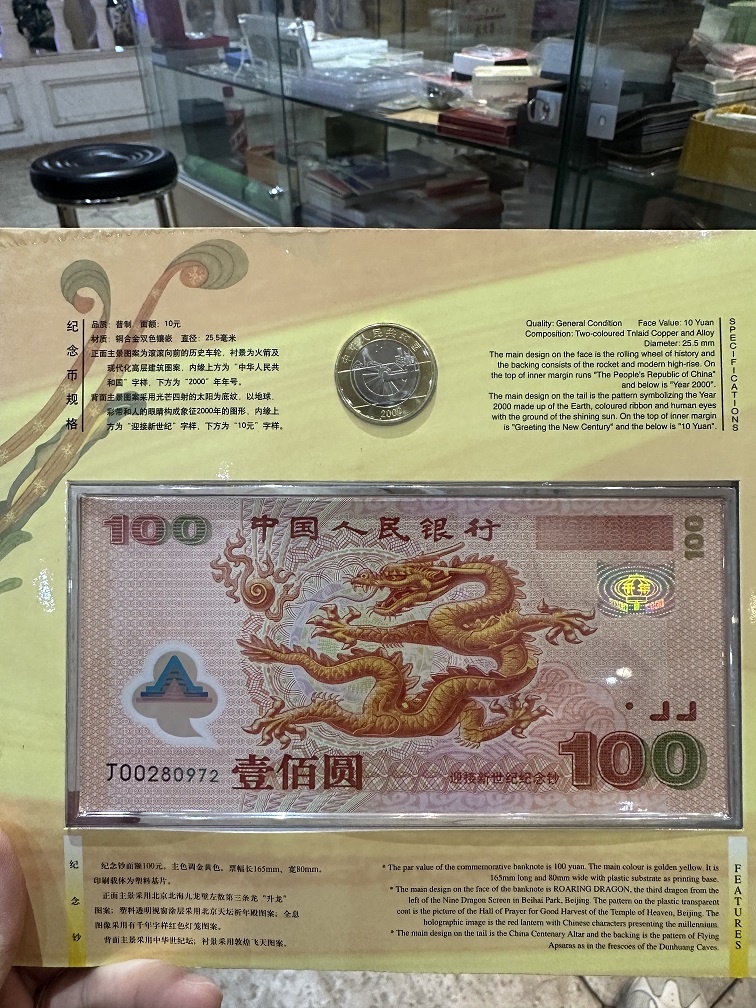 纪念币规格
品质：普制 面额：10元
材质：铜合金双色镶嵌 直径：25.5毫米
正面主景图案为滚滚向前的历史车轮，衬景为火箭及
现代化高层建筑图案，内缘上方为“中华人民共
和国”字样，下方为“2000”年年号。
背面主景图案采用光芒四射的太阳为底纹，以地球、
彩带和人的眼睛构成象征2000年的图形，内缘上
方为“迎接新世纪”字样，下方为“10元”字样。
中华人民共和国
2000
Quality: General Condition Face Value: 10 Yuan
Composition: Two-coloured Tnlaid Copper and Alloy
Diameter: 25.5 mm
The main design on the face is the rolling wheel of history and
the backing consists of the rocket and modern high-rise. On
the top of inner margin runs "The People's Republic of China"
and below is "Year 2000".
The main design on the tail is the pattern symbolizing the Year
2000 made up of the Earth, coloured ribbon and human eyes
with the ground of the shining sun. On the top of inner margin
is "Greeting the New Century" and the below is "10 Yuan".
SPECIFICATIONS
100
中国人民银行
100
J00280972
壹佰圆
迎接新世纪纪念钞
100
纪念钞
纪念钞面额100元，主色调金黄色，票幅长165mm、宽80mm，
印刷载体为塑料基片。
正面主景采用北京北海九龙壁左数第三条龙“升龙”
图案；塑料透明视窗涂层采用北京天坛祈年殿图案；全息
图像采用有千年字样红色灯笼图案。
背面主景采用中华世纪坛；衬景采用敦煌飞天图案。
* The par value of the commemorative banknote is 100 yuan. The main colour is golden yellow. It is
165mm long and 80mm wide with plastic substrate as printing base.
* The main design on the face of the banknote is ROARING DRAGON, the third dragon from the
left of the Nine Dragon Screen in Beihai Park, Beijing. The pattern on the plastic transparent
cont is the picture of the Hall of Prayer for Good Harvest of the Temple of Heaven, Beijing. The
holographic image is the red lantern with Chinese characters presenting the millennium.
* The main design on the tail is the China Centenary Altar and the backing is the pattern of Flying
Apsaras as in the frescoes of the Dunhuang Caves.
FEATURES